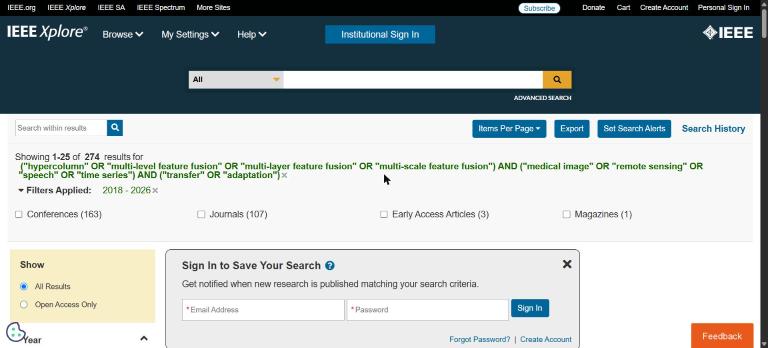 IEEE.org IEEE Xplore IEEE SA IEEE Spectrum More Sites Subscribe Donate Cart Create Account Personal Sign In
IEEE Xplore® Browse My Settings Help Institutional Sign In IEEE
All
ADVANCED SEARCH
Search within results Items Per Page Export Set Search Alerts Search History
Showing 1-25 of 274 results for
("hypercolumn" OR "multi-level feature fusion" OR "multi-layer feature fusion" OR "multi-scale feature fusion") AND ("medical image" OR "remote sensing" OR
"speech" OR "time series") AND ("transfer" OR "adaptation") ×
Filters Applied: 2018 - 2026 ×
Conferences (163) Journals (107) Early Access Articles (3) Magazines (1)
Show
All Results
Open Access Only
Year
Sign In to Save Your Search ?
Get notified when new research is published matching your search criteria.
*Email Address *Password Sign In
Forgot Password? | Create Account
Feedback